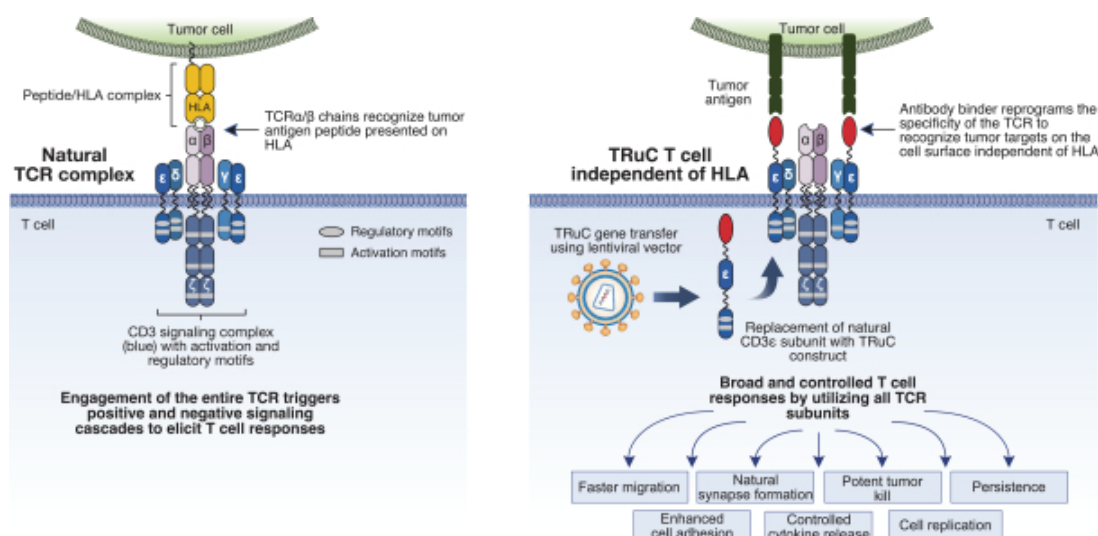 Tumor cell
Peptide/HLA complex
HLA
TCRα/β chains recognize tumor
antigen peptide presented on
HLA
α β
Natural
TCR complex
ε δ γ ε
T cell
Regulatory motifs
Activation motifs
ζ ζ
CD3 signaling complex
(blue) with activation and
regulatory motifs
Engagement of the entire TCR triggers
positive and negative signaling
cascades to elicit T cell responses
Tumor cell
Tumor
antigen
Antibody binder reprograms the
specificity of the TCR to
recognize tumor targets on the
cell surface independent of HLA
α β
TRuC T cell
independent of HLA
ε δ γ ε
T cell
TRuC gene transfer
using lentiviral vector
ε
ζ ζ
Replacement of natural
CD3ε subunit with TRuC
construct
Broad and controlled T cell
responses by utilizing all TCR
subunits
Faster migration
Natural
synapse formation
Potent tumor
kill
Persistence
Enhanced
cell adhesion
Controlled
cytokine release
Cell replication